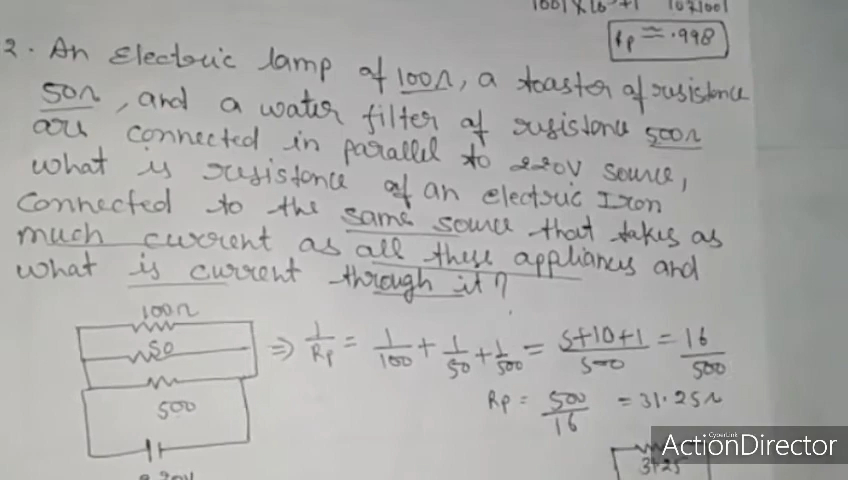 Rp ≈ .998
2. An Electric lamp of 100Ω, a toaster of resistance
50Ω, and a water filter of resistance 500Ω
are connected in parallel to 220V source,
what is resistance of an electric Iron
connected to the same source that takes as
much current as all these appliances and
what is current through it?
100Ω
50
500
⇒ 1/Rp = 1/100 + 1/50 + 1/500 = 5+10+1/500 = 16/500
Rp = 500/16 = 31.25Ω
CyberLink
ActionDirector